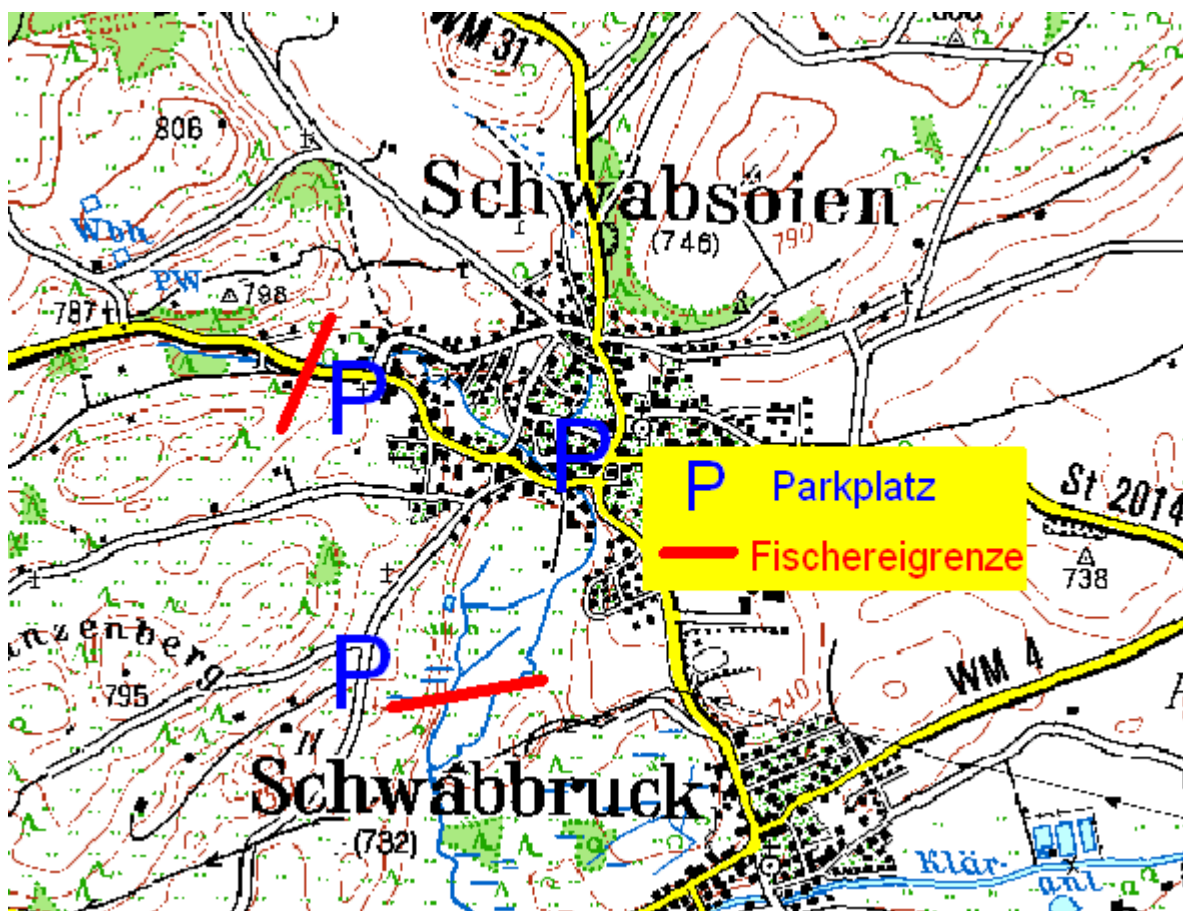 WM 31
806
Schwabsoien
(746)
790
Wbh
PW
798
787
P
P
P Parkplatz
St 2014
Fischereigrenze
738
nzenberg
795
P
WM 4
740
N
Schwabbruck
(732)
Klär-
anl